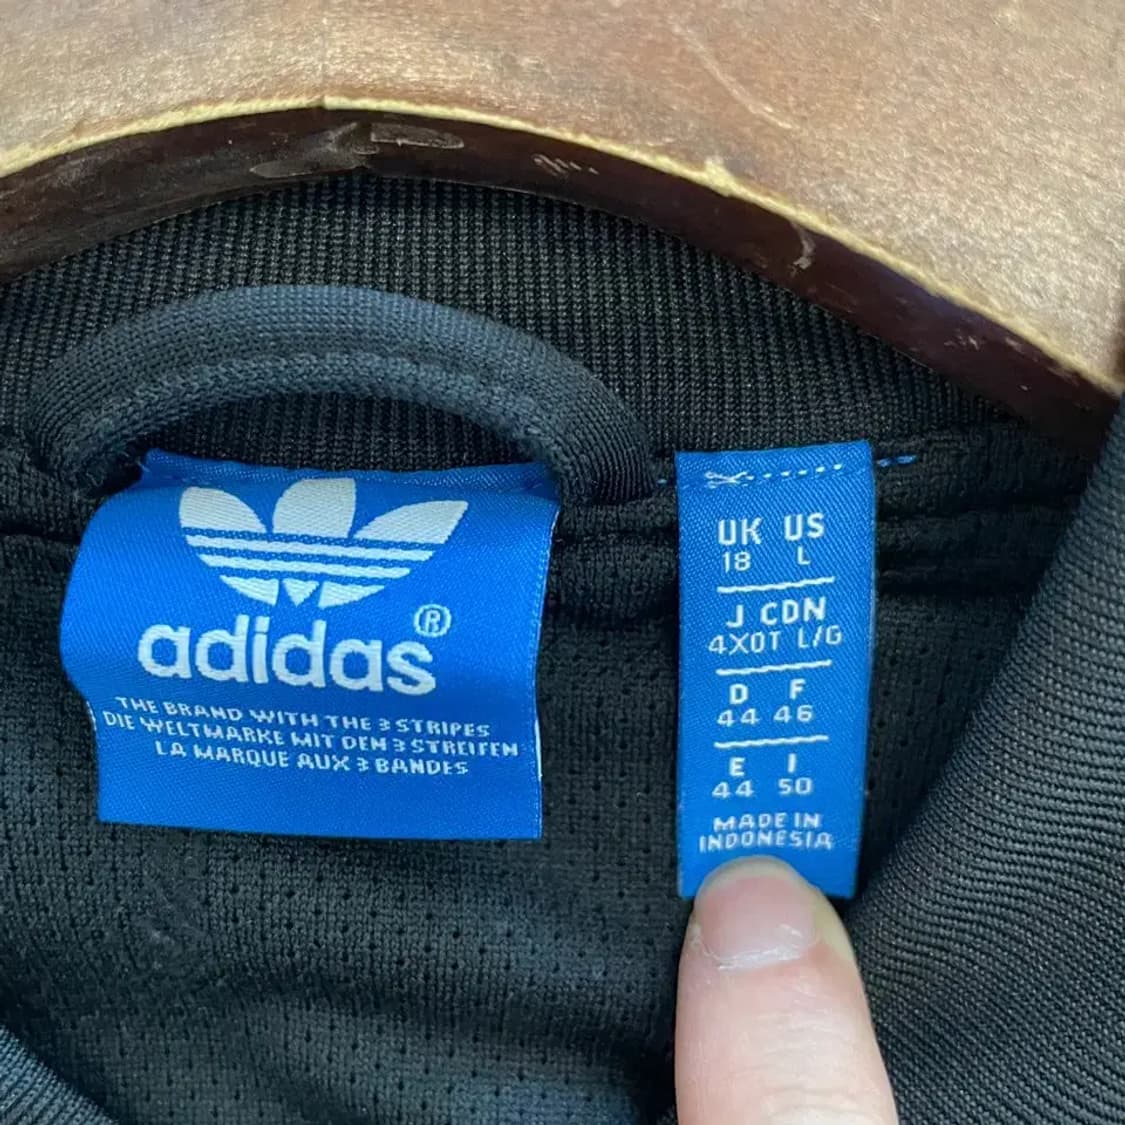 adidas®
THE BRAND WITH THE 3 STRIPES
DIE WELTMARKE MIT DEN 3 STREIFEN
LA MARQUE AUX 3 BANDES
UK US
18 L
J CDN
4XOT L/G
D F
44 46
E I
44 50
MADE IN
INDONESIA